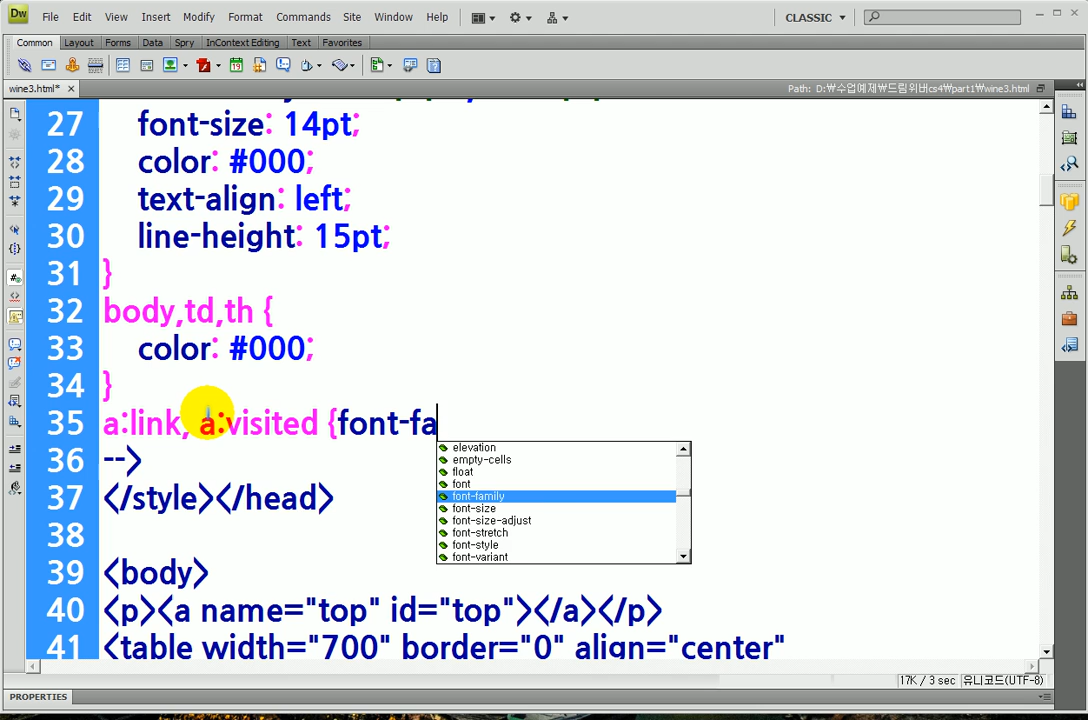 Dw File Edit View Insert Modify Format Commands Site Window Help CLASSIC
Common Layout Forms Data Spry InContext Editing Text Favorites
wine3.html* Path: D:₩수업예제₩드림위버cs4₩part1₩wine3.html
27 font-size: 14pt;
28 color: #000;
29 text-align: left;
30 line-height: 15pt;
31 }
32 body,td,th {
33 color: #000;
34 }
35 a:link, a:visited {font-fa
elevation
empty-cells
float
font
font-family
font-size
font-size-adjust
font-stretch
font-style
font-variant
36 -->
37 </style></head>
38
39 <body>
40 <p><a name="top" id="top"></a></p>
41 <table width="700" border="0" align="center"
17K / 3 sec 유니코드(UTF-8)
PROPERTIES